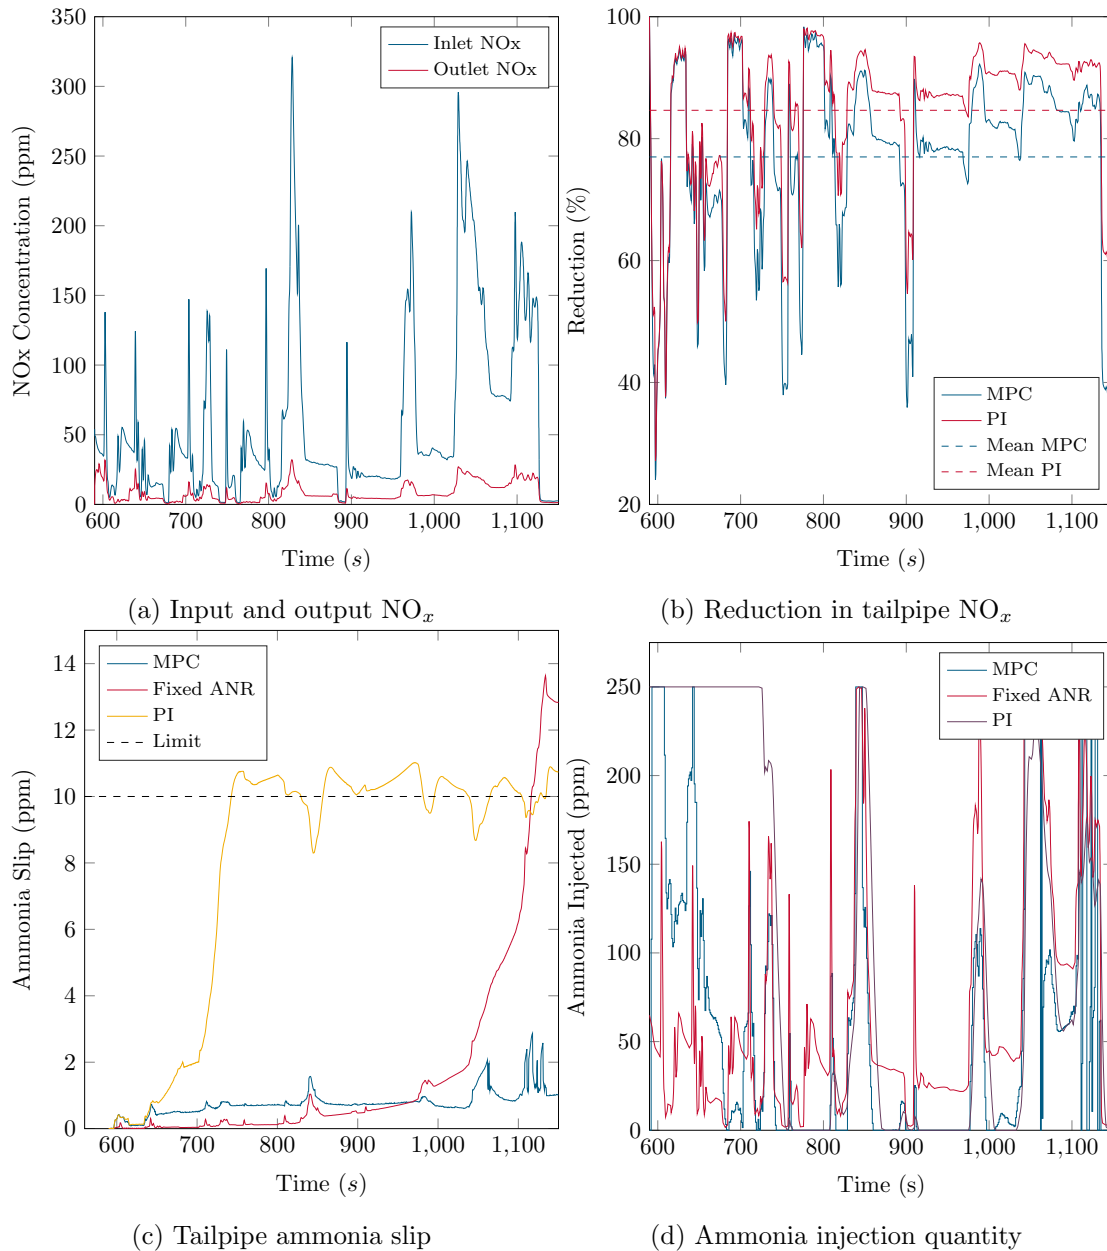 350
300
250
200
150
100
50
0
NOx Concentration (ppm)
600 700 800 900 1,000 1,100
Time (s)
Inlet NOx
Outlet NOx
(a) Input and output NOx
100
80
60
40
20
Reduction (%)
600 700 800 900 1,000 1,100
Time (s)
MPC
PI
Mean MPC
Mean PI
(b) Reduction in tailpipe NOx
14
12
10
8
6
4
2
0
Ammonia Slip (ppm)
600 700 800 900 1,000 1,100
Time (s)
MPC
Fixed ANR
PI
Limit
(c) Tailpipe ammonia slip
250
200
150
100
50
0
Ammonia Injected (ppm)
600 700 800 900 1,000 1,100
Time (s)
MPC
Fixed ANR
PI
(d) Ammonia injection quantity